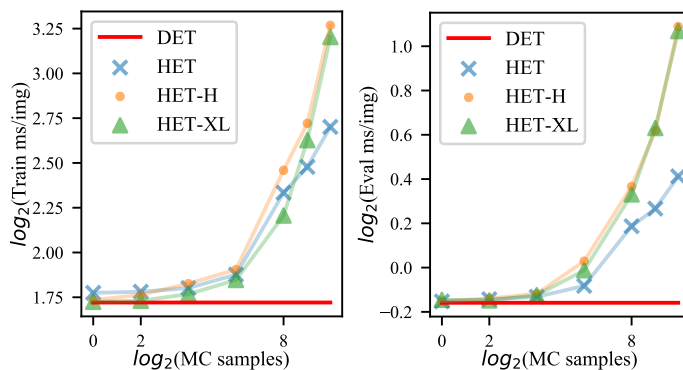 3.25
3.00
2.75
2.50
2.25
2.00
1.75
log₂(Train ms/img)
DET
HET
HET-H
HET-XL
0
2
8
log₂(MC samples)
1.0
0.8
0.6
0.4
0.2
0.0
−0.2
log₂(Eval ms/img)
DET
HET
HET-H
HET-XL
0
2
8
log₂(MC samples)